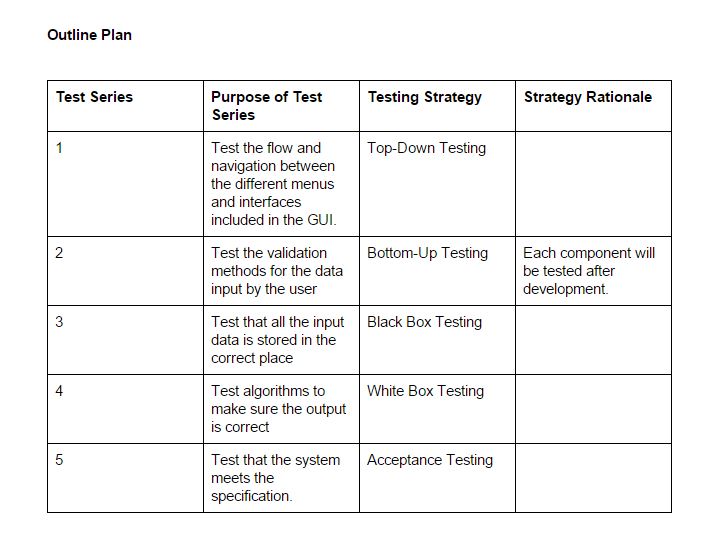 Outline Plan
Test Series
Purpose of Test
Series
Testing Strategy
Strategy Rationale
1
Test the flow and
navigation between
the different menus
and interfaces
included in the GUI.
Top-Down Testing
2
Test the validation
methods for the data
input by the user
Bottom-Up Testing
Each component will
be tested after
development.
3
Test that all the input
data is stored in the
correct place
Black Box Testing
4
Test algorithms to
make sure the output
is correct
White Box Testing
5
Test that the system
meets the
specification.
Acceptance Testing